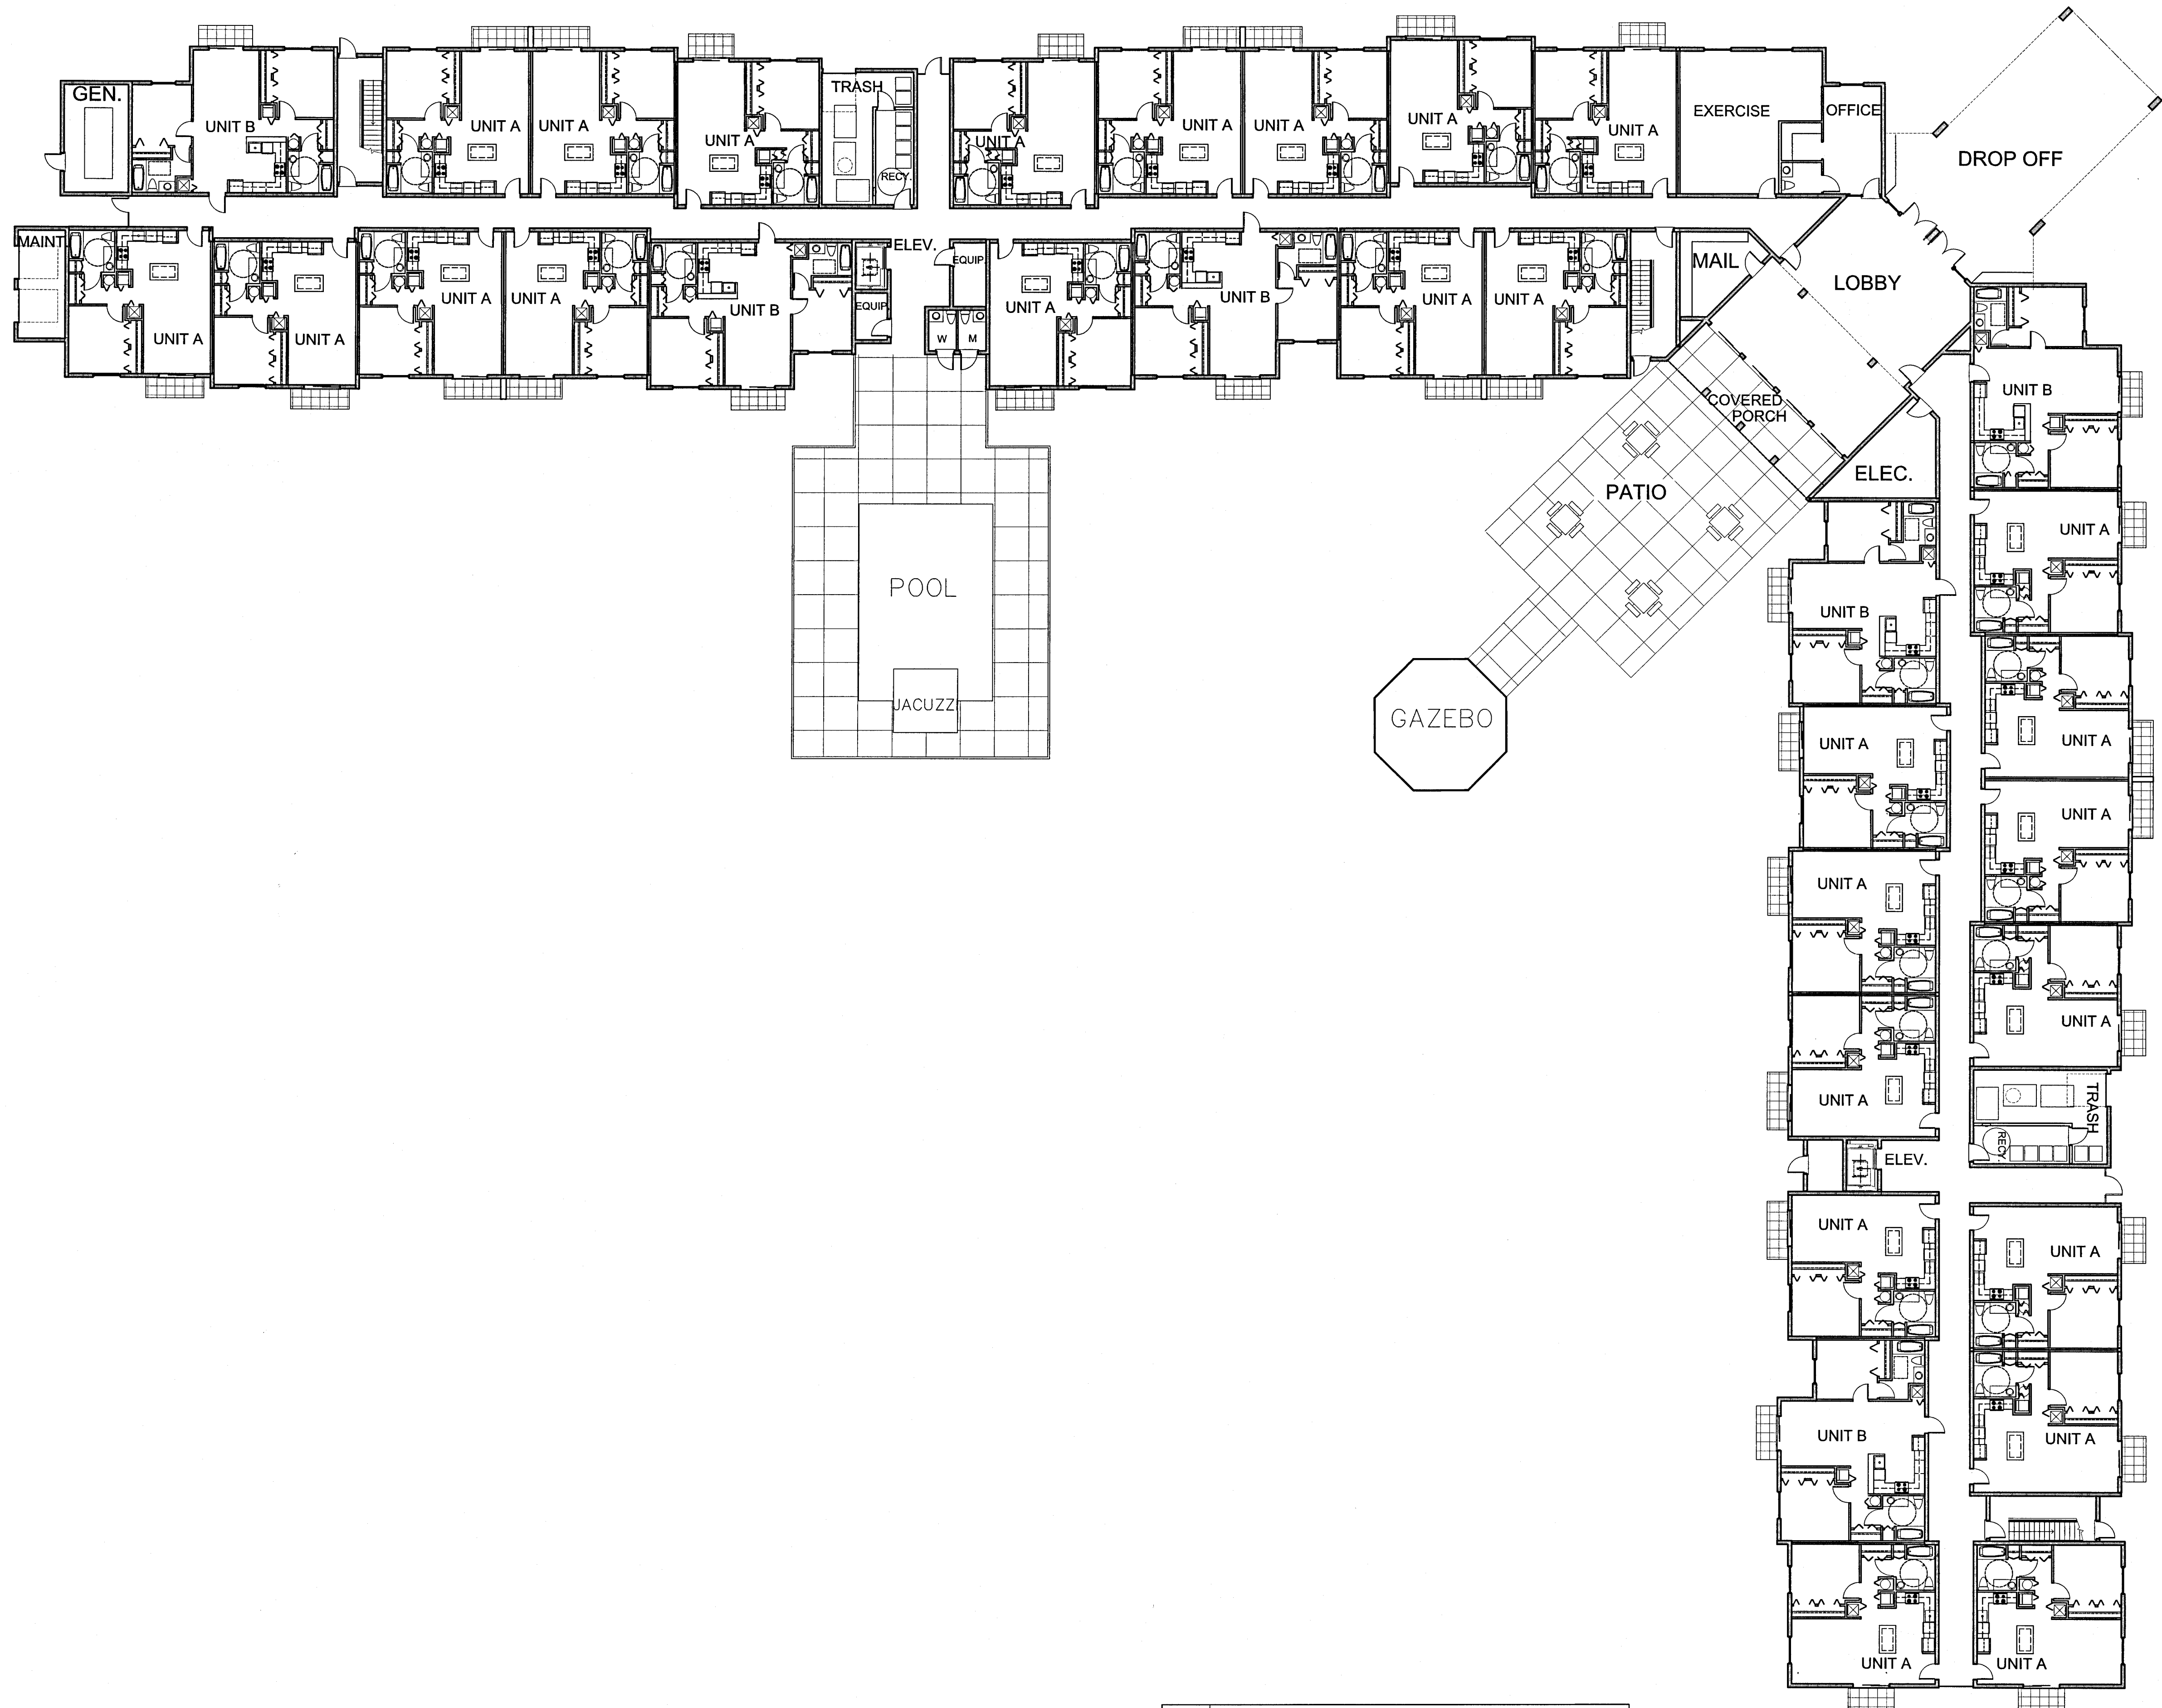 GEN.
UNIT B
UNIT A
UNIT A
UNIT A
TRASH
RECY.
UNIT A
UNIT A
UNIT A
UNIT A
UNIT A
EXERCISE
OFFICE
DROP OFF
MAINT
UNIT A
UNIT A
UNIT A
UNIT A
UNIT B
ELEV.
EQUIP.
EQUIP.
W
M
UNIT A
UNIT B
UNIT A
UNIT A
MAIL
LOBBY
COVERED
PORCH
PATIO
ELEC.
POOL
JACUZZI
GAZEBO
UNIT B
UNIT A
UNIT A
UNIT A
UNIT A
TRASH
RECY.
UNIT A
UNIT A
UNIT A
UNIT B
UNIT A
UNIT A
UNIT A
ELEV.
UNIT A
UNIT B
UNIT A